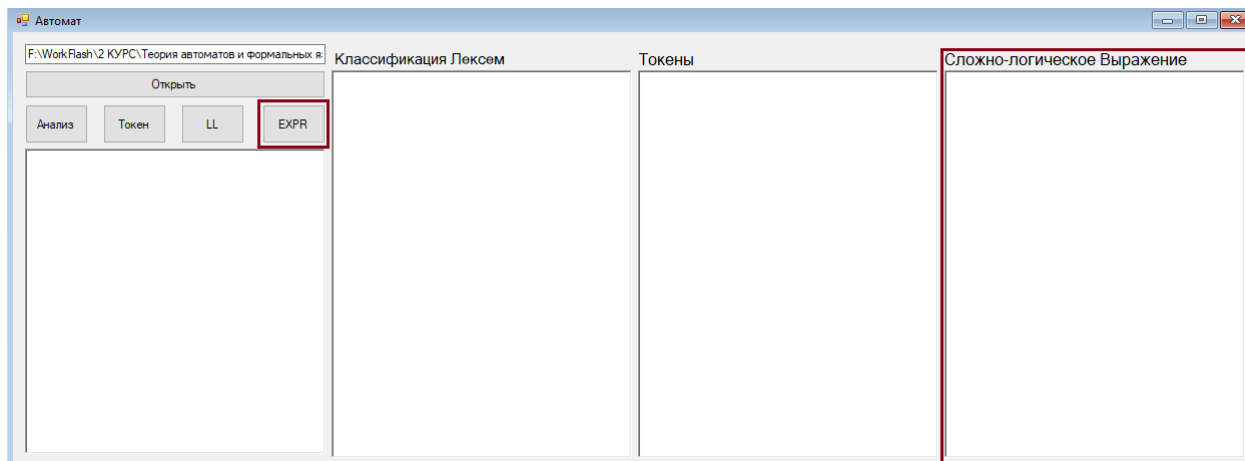 Автомат
F:\WorkFlash\2 КУРС\Теория автоматов и формальных я
Открыть
Анализ Токен LL EXPR
Классификация Лексем
Токены
Сложно-логическое Выражение